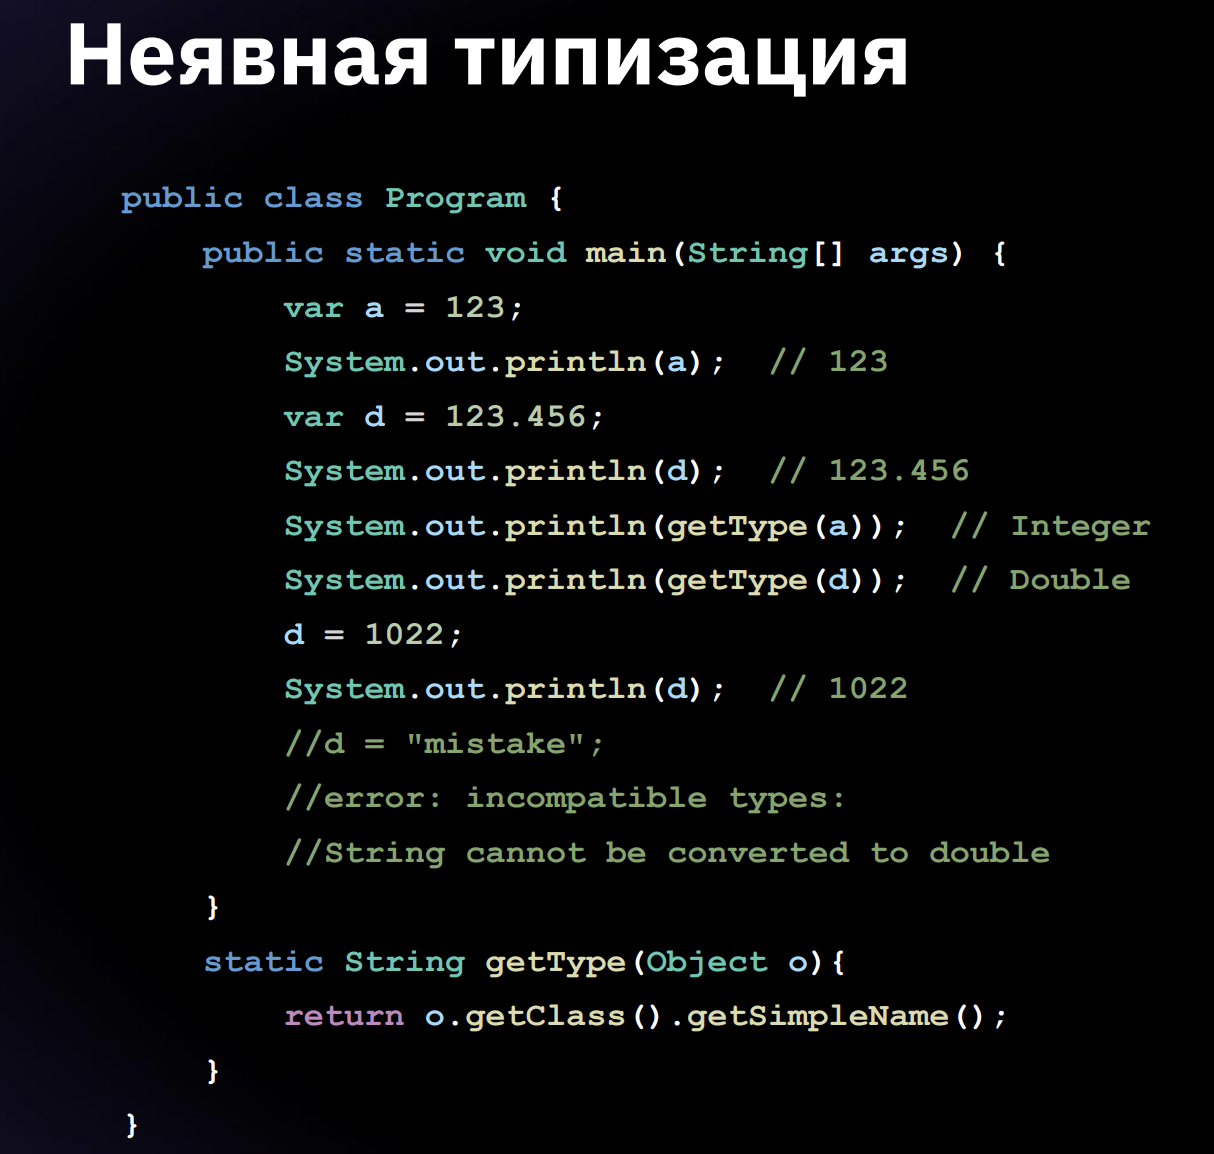 Неявная типизация
public class Program {
    public static void main(String[] args) {
        var a = 123;
        System.out.println(a);  // 123
        var d = 123.456;
        System.out.println(d);  // 123.456
        System.out.println(getType(a));  // Integer
        System.out.println(getType(d));  // Double
        d = 1022;
        System.out.println(d);  // 1022
        //d = "mistake";
        //error: incompatible types:
        //String cannot be converted to double
    }
    static String getType(Object o){
        return o.getClass().getSimpleName();
    }
}